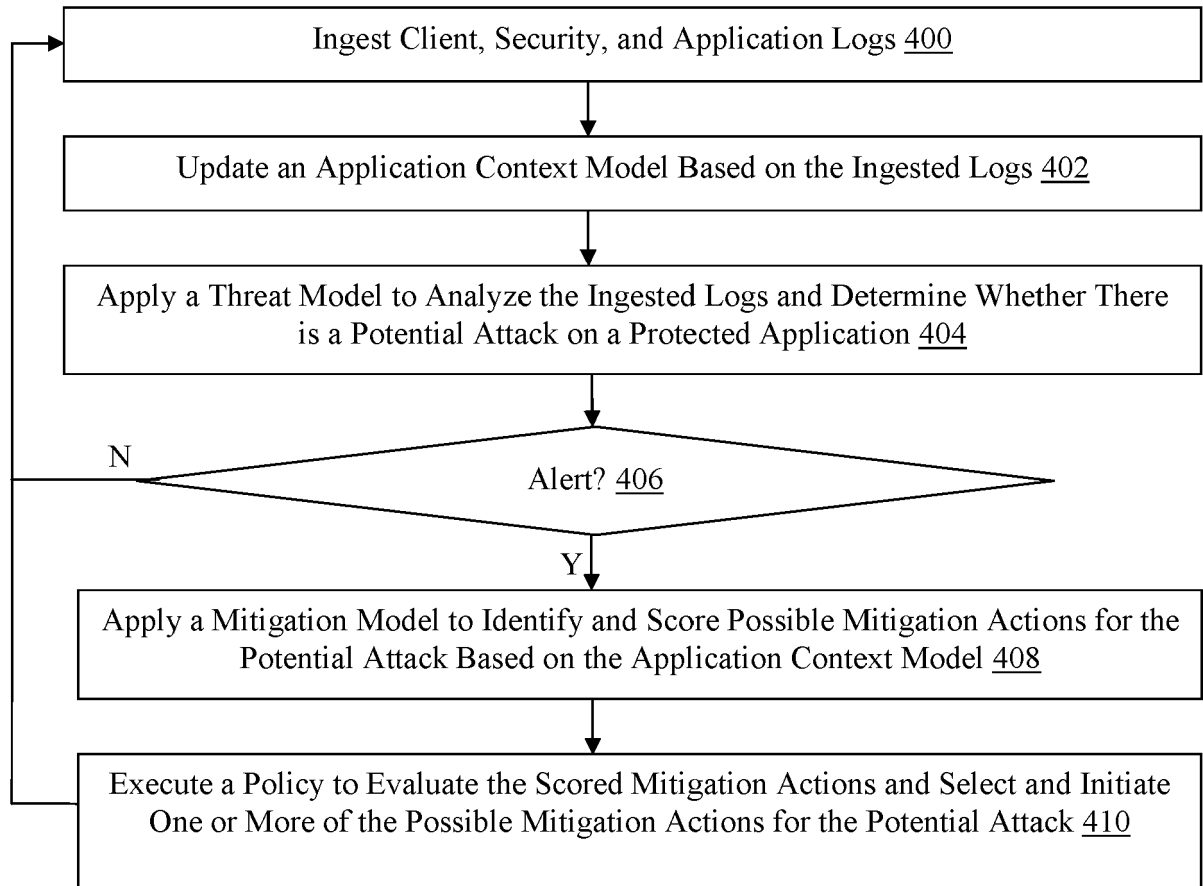 Ingest Client, Security, and Application Logs 400
Update an Application Context Model Based on the Ingested Logs 402
Apply a Threat Model to Analyze the Ingested Logs and Determine Whether There
is a Potential Attack on a Protected Application 404
N
Alert? 406
Y
Apply a Mitigation Model to Identify and Score Possible Mitigation Actions for the
Potential Attack Based on the Application Context Model 408
Execute a Policy to Evaluate the Scored Mitigation Actions and Select and Initiate
One or More of the Possible Mitigation Actions for the Potential Attack 410